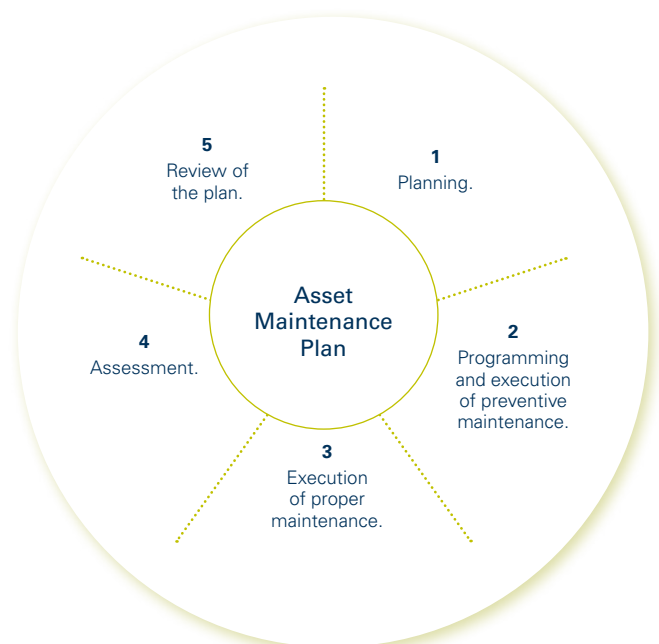 Asset
Maintenance
Plan
1
Planning.
2
Programming
and execution
of preventive
maintenance.
3
Execution
of proper
maintenance.
4
Assessment.
5
Review of
the plan.